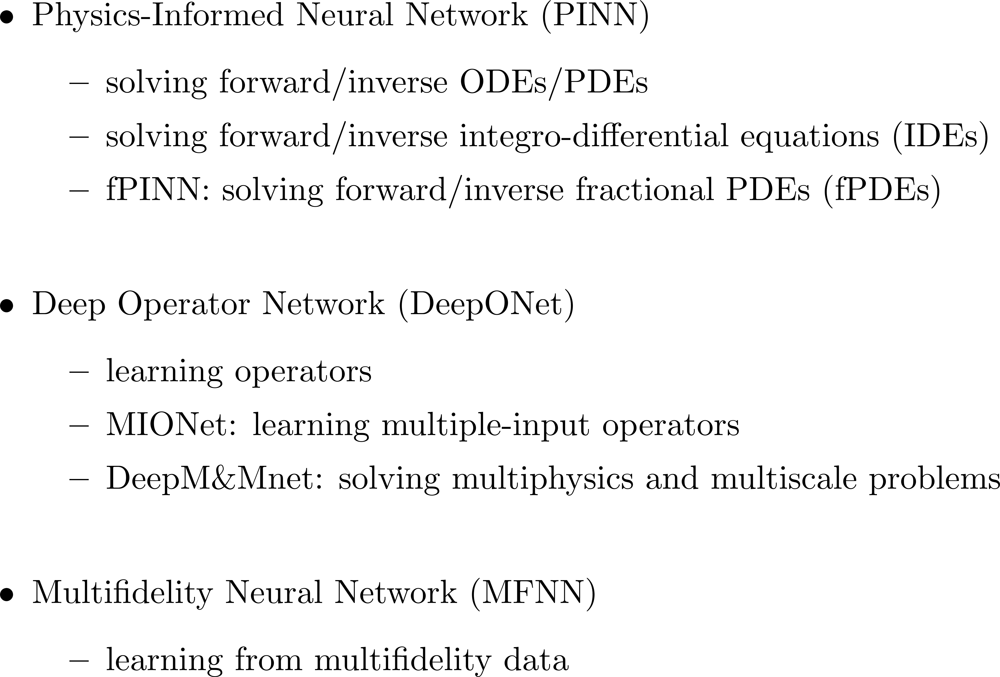 • Physics-Informed Neural Network (PINN)
– solving forward/inverse ODEs/PDEs
– solving forward/inverse integro-differential equations (IDEs)
– fPINN: solving forward/inverse fractional PDEs (fPDEs)
• Deep Operator Network (DeepONet)
– learning operators
– MIONet: learning multiple-input operators
– DeepM&Mnet: solving multiphysics and multiscale problems
• Multifidelity Neural Network (MFNN)
– learning from multifidelity data